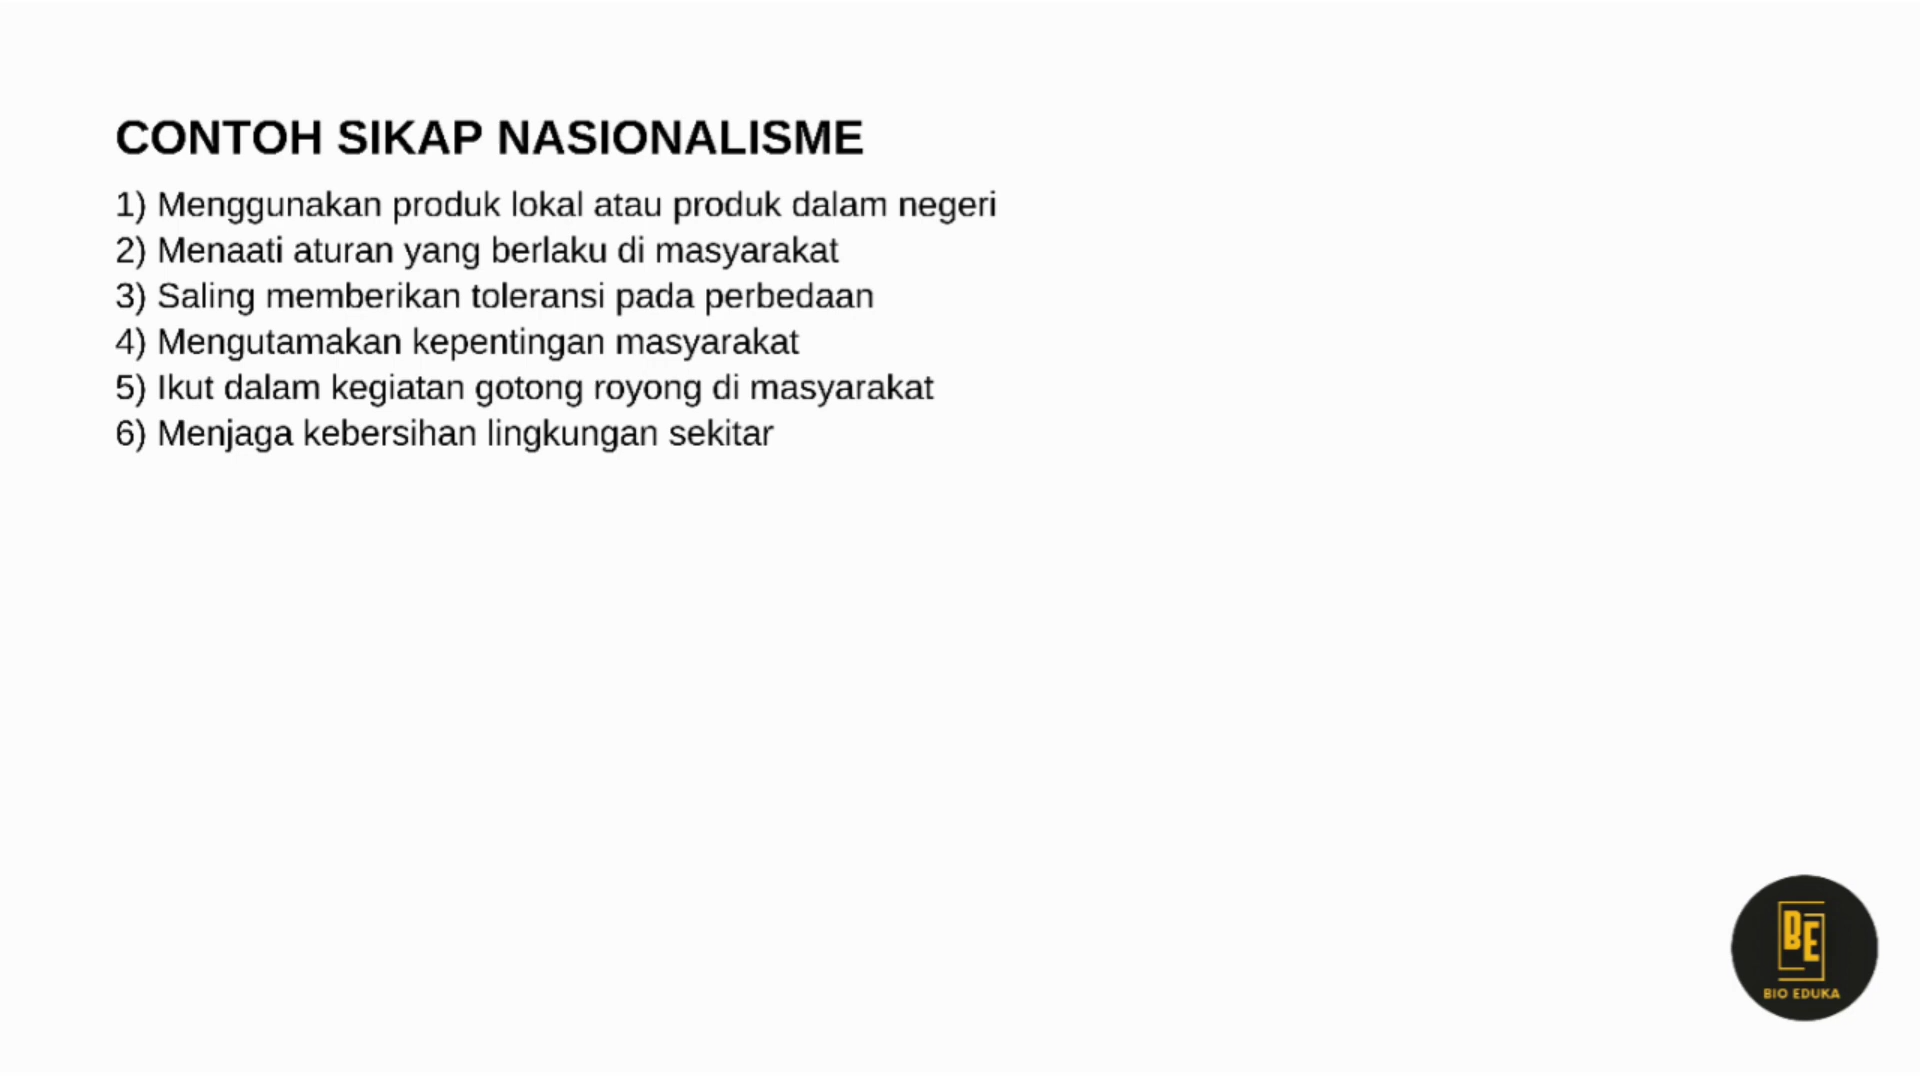 CONTOH SIKAP NASIONALISME
1) Menggunakan produk lokal atau produk dalam negeri
2) Menaati aturan yang berlaku di masyarakat
3) Saling memberikan toleransi pada perbedaan
4) Mengutamakan kepentingan masyarakat
5) Ikut dalam kegiatan gotong royong di masyarakat
6) Menjaga kebersihan lingkungan sekitar
BE
BIO EDUKA